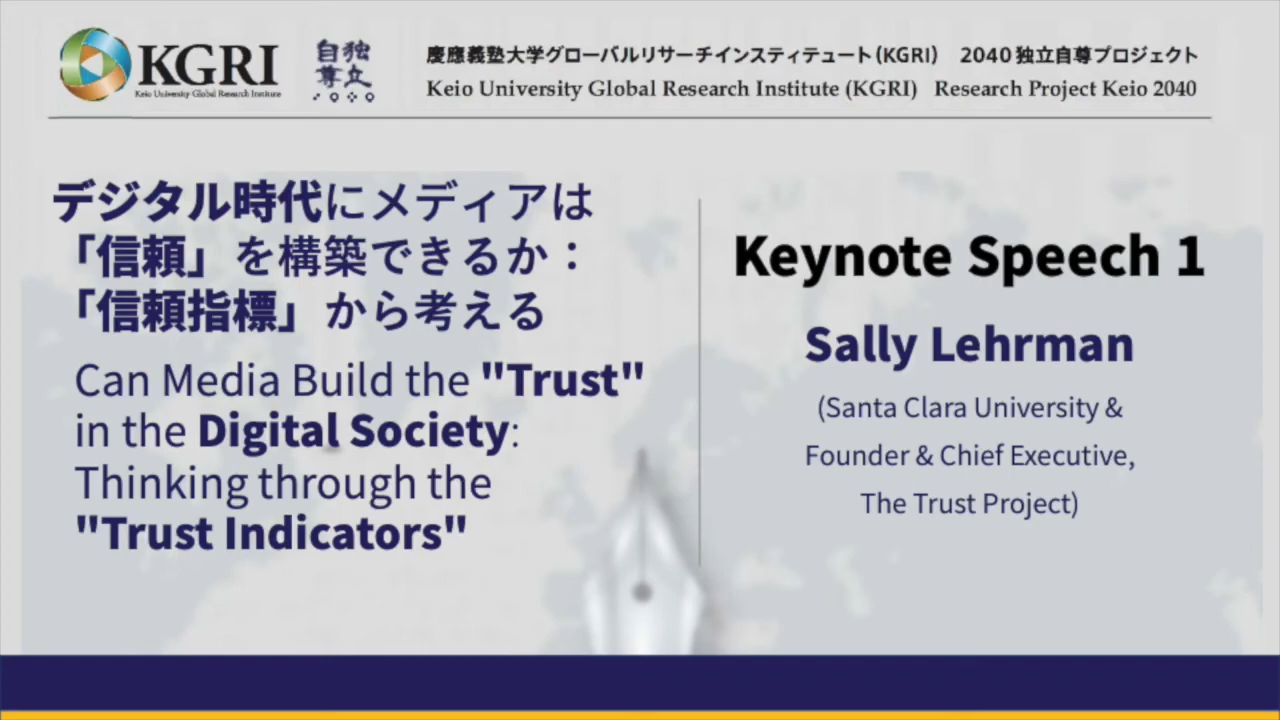 KGRI
Keio University Global Research Institute
独立
自尊
慶應義塾大学グローバルリサーチインスティテュート（KGRI） 2040 独立自尊プロジェクト
Keio University Global Research Institute (KGRI) Research Project Keio 2040
デジタル時代にメディアは
「信頼」を構築できるか：
「信頼指標」から考える
Can Media Build the "Trust"
in the Digital Society:
Thinking through the
"Trust Indicators"
Keynote Speech 1
Sally Lehrman
(Santa Clara University &
Founder & Chief Executive,
The Trust Project)